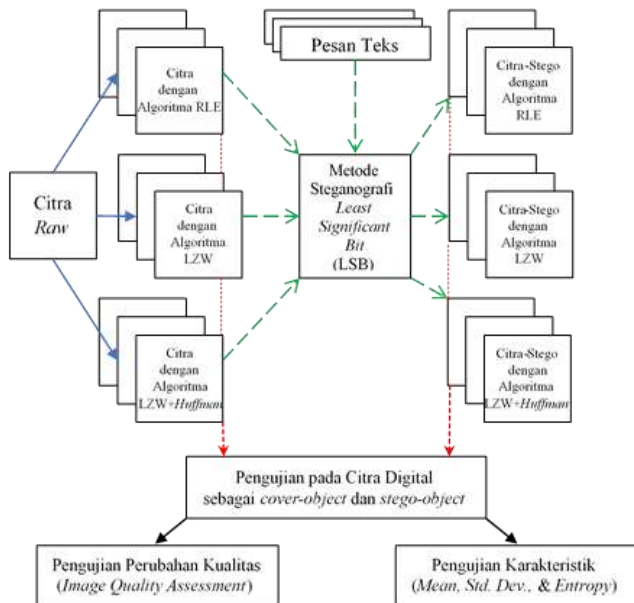 Pesan Teks
Citra
dengan
Algoritma RLE
Citra-Stego
dengan
Algoritma
RLE
Citra
Raw
Citra
dengan
Algoritma
LZW
Metode
Steganografi
Least
Significant
Bit
(LSB)
Citra-Stego
dengan
Algoritma
LZW
Citra
dengan
Algoritma
LZW+Huffman
Citra-Stego
dengan
Algoritma
LZW+Huffman
Pengujian pada Citra Digital
sebagai cover-object dan stego-object
Pengujian Perubahan Kualitas
(Image Quality Assessment)
Pengujian Karakteristik
(Mean, Std. Dev., & Entropy)